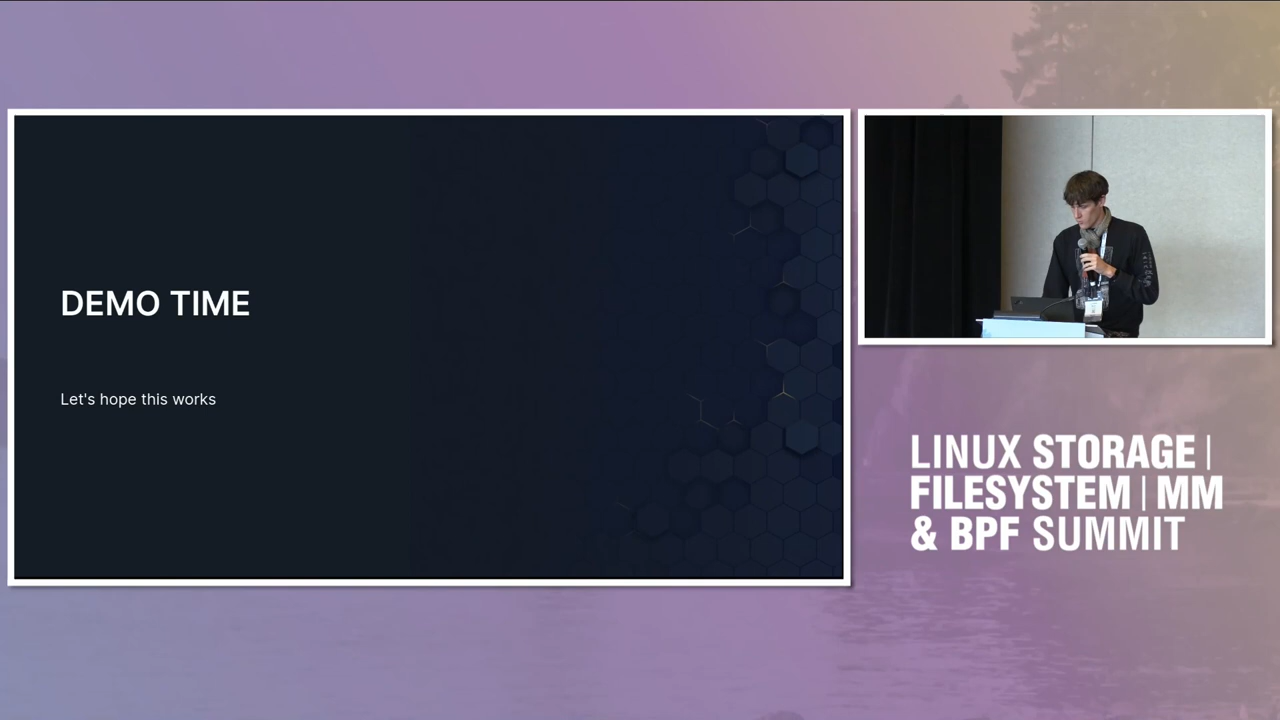 DEMO TIME
Let's hope this works
LINUX STORAGE |
FILESYSTEM | MM
& BPF SUMMIT